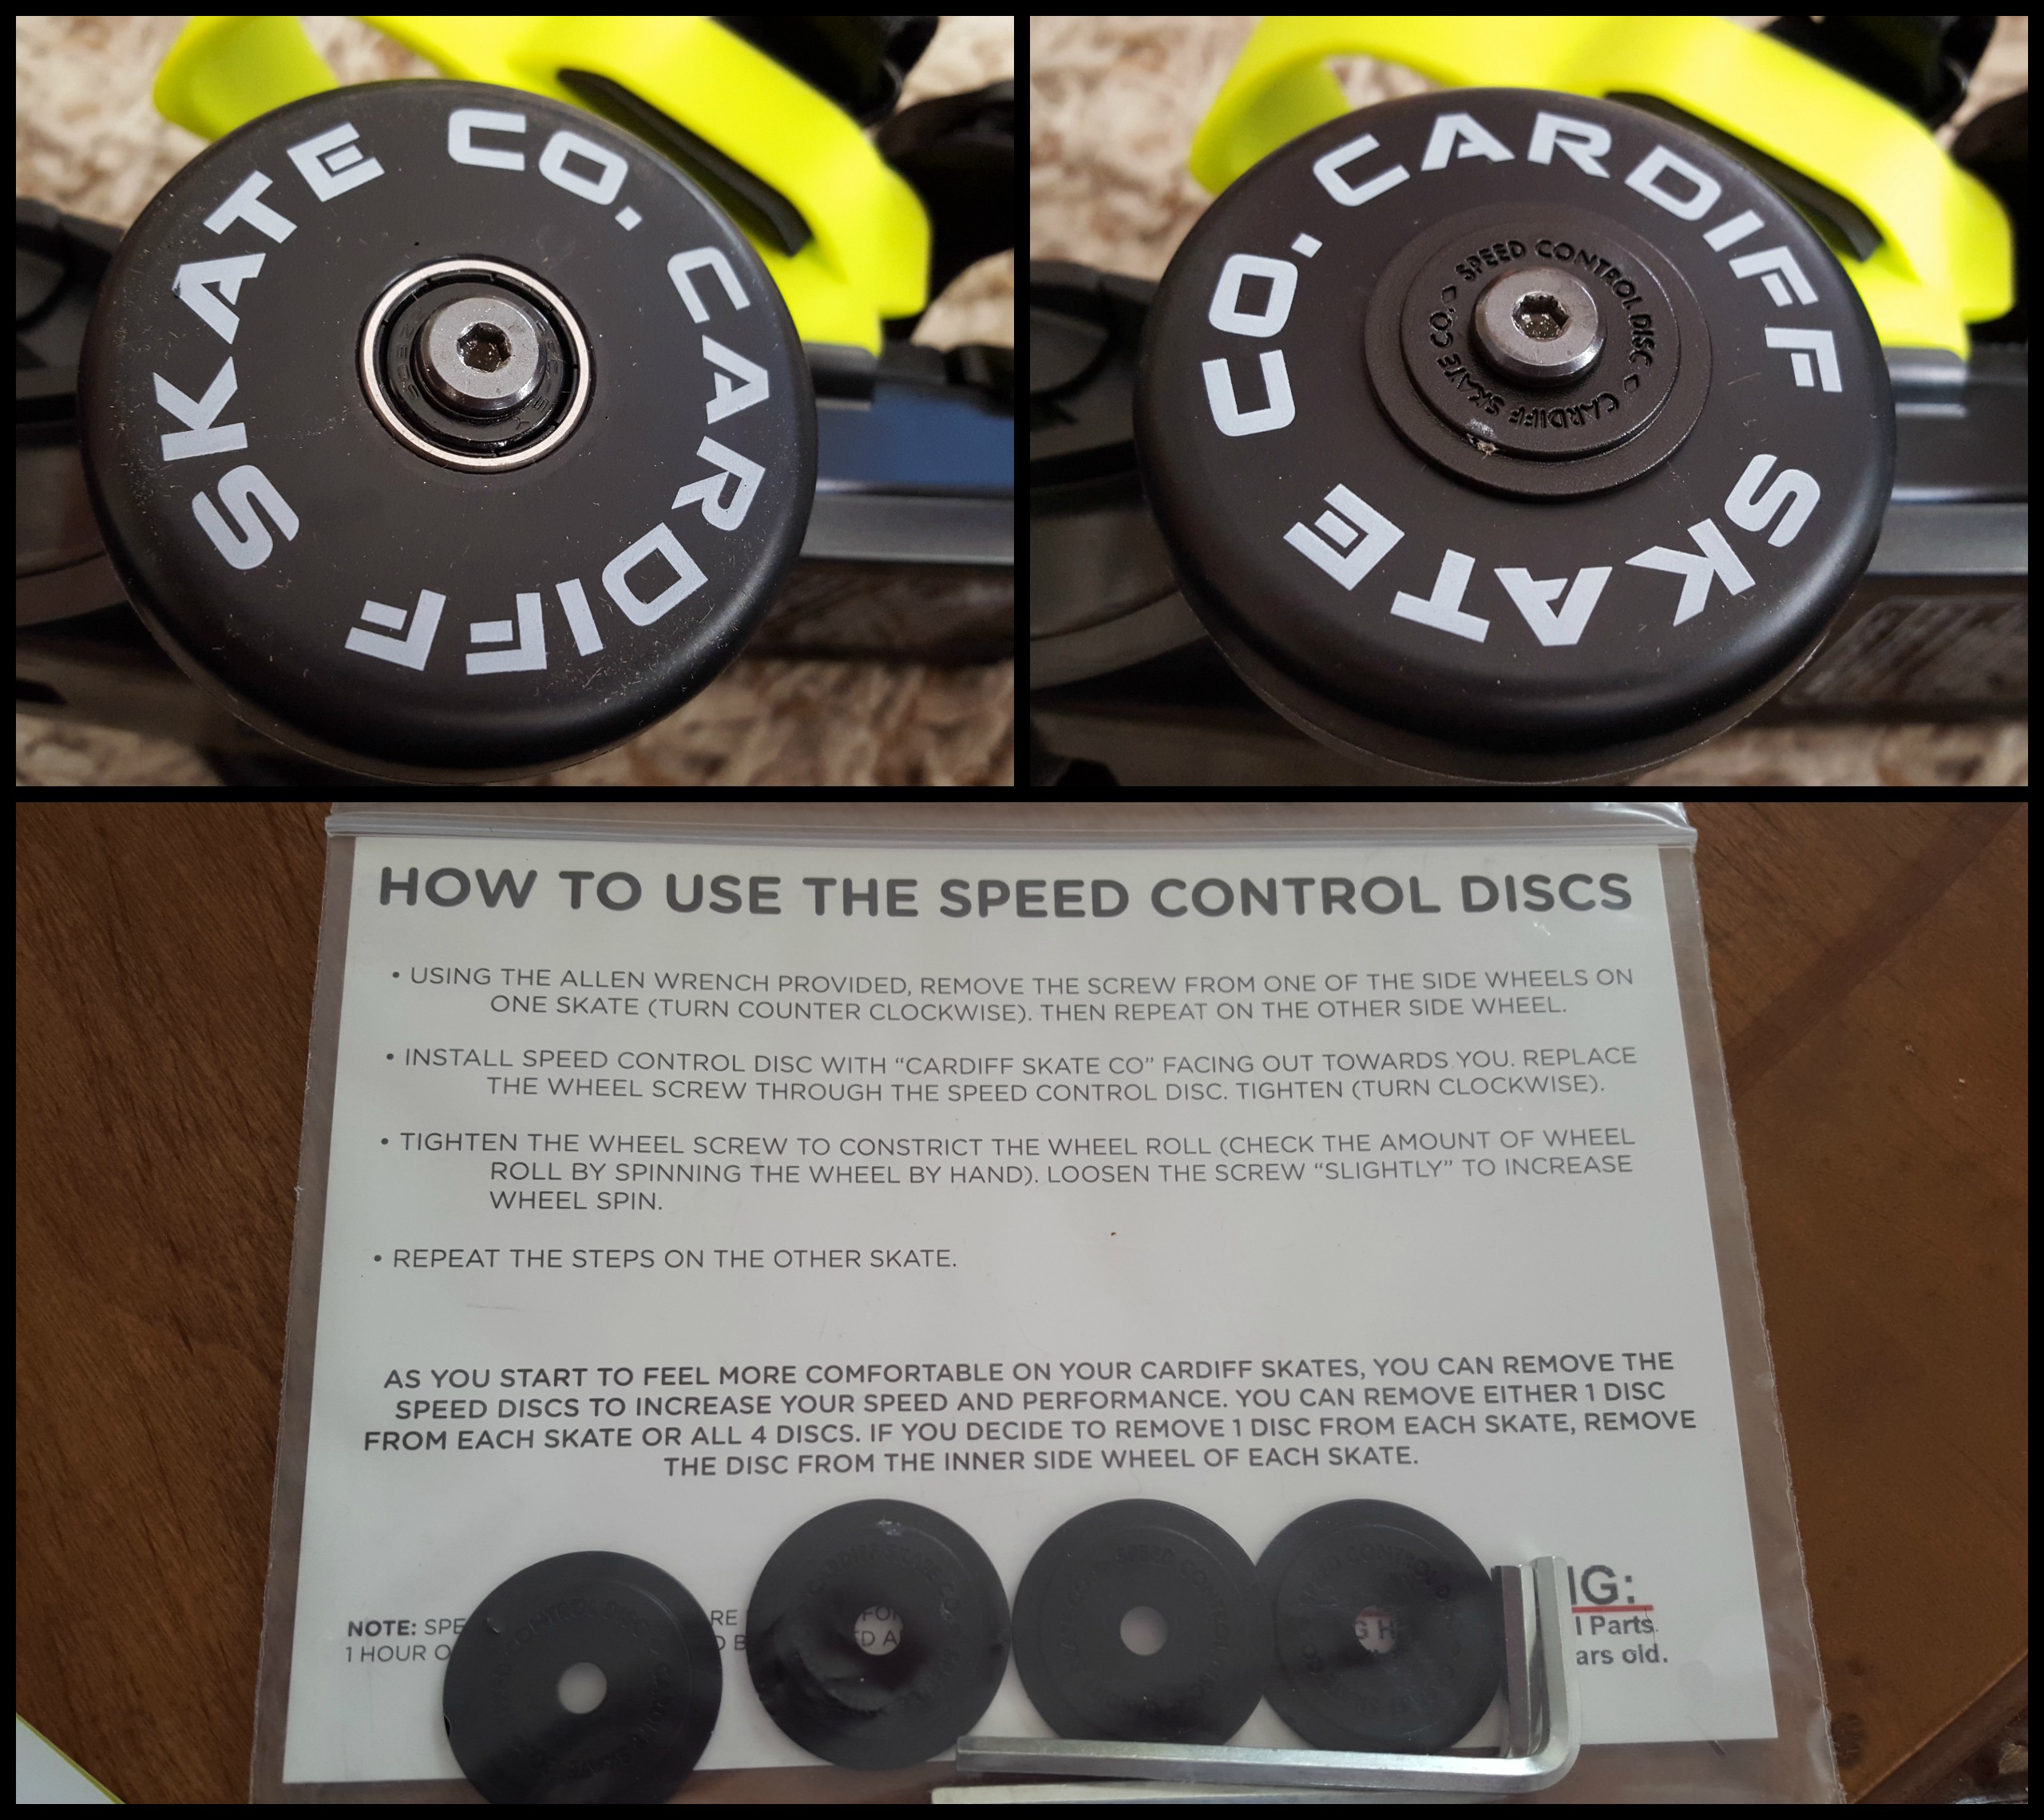 SKATE CO. CARDIFF
CO. CARDIFF SKATE
SPEED CONTROL DISC
CARDIFF SKATE CO.
HOW TO USE THE SPEED CONTROL DISCS
• USING THE ALLEN WRENCH PROVIDED, REMOVE THE SCREW FROM ONE OF THE SIDE WHEELS ON
ONE SKATE (TURN COUNTER CLOCKWISE). THEN REPEAT ON THE OTHER SIDE WHEEL.
• INSTALL SPEED CONTROL DISC WITH “CARDIFF SKATE CO” FACING OUT TOWARDS YOU. REPLACE
THE WHEEL SCREW THROUGH THE SPEED CONTROL DISC. TIGHTEN (TURN CLOCKWISE).
• TIGHTEN THE WHEEL SCREW TO CONSTRICT THE WHEEL ROLL (CHECK THE AMOUNT OF WHEEL
ROLL BY SPINNING THE WHEEL BY HAND). LOOSEN THE SCREW “SLIGHTLY” TO INCREASE
WHEEL SPIN.
• REPEAT THE STEPS ON THE OTHER SKATE.
AS YOU START TO FEEL MORE COMFORTABLE ON YOUR CARDIFF SKATES, YOU CAN REMOVE THE
SPEED DISCS TO INCREASE YOUR SPEED AND PERFORMANCE. YOU CAN REMOVE EITHER 1 DISC
FROM EACH SKATE OR ALL 4 DISCS. IF YOU DECIDE TO REMOVE 1 DISC FROM EACH SKATE, REMOVE
THE DISC FROM THE INNER SIDE WHEEL OF EACH SKATE.
NOTE:
1 HOUR
Parts
old.